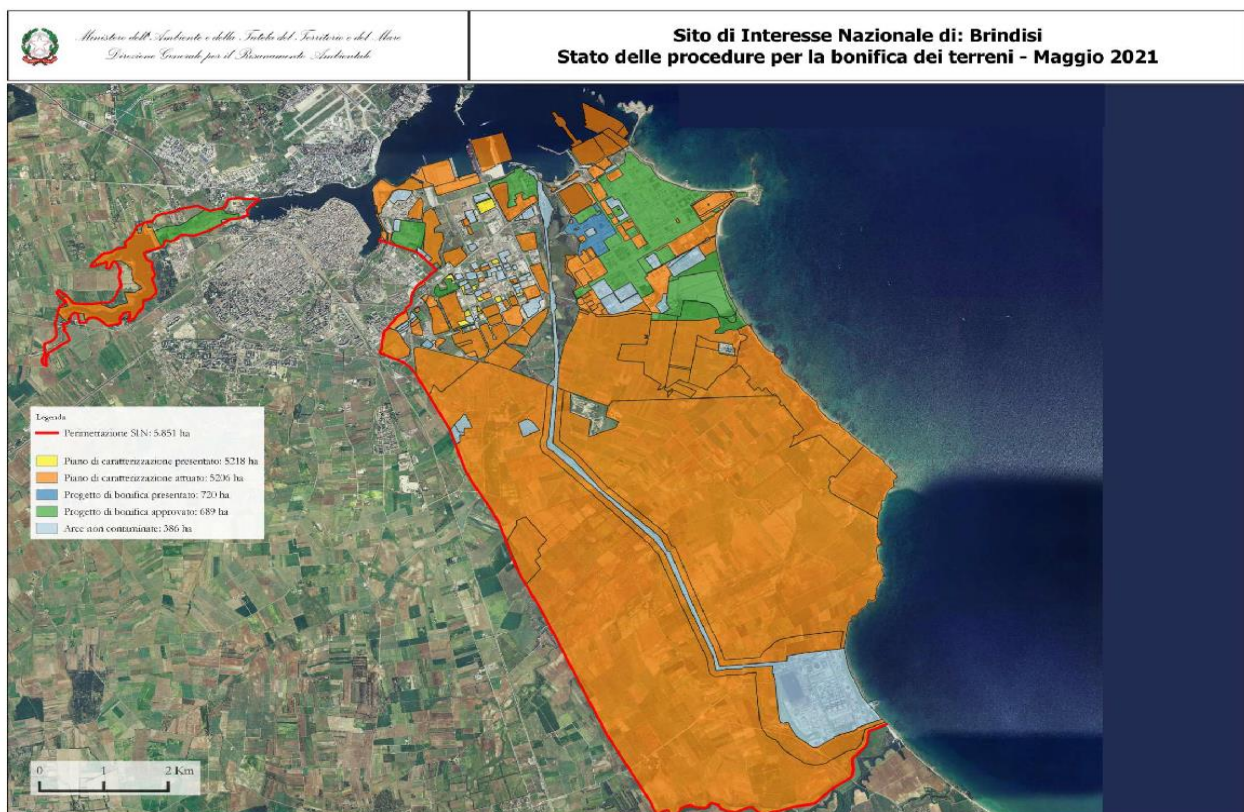 Ministero dell'Ambiente e della Tutela del Territorio e del Mare
Direzione Generale per il Risanamento Ambientale
Sito di Interesse Nazionale di: Brindisi
Stato delle procedure per la bonifica dei terreni - Maggio 2021
Legenda
Perimetrazione SIN: 5.851 ha
Piano di caratterizzazione presentato: 5218 ha
Piano di caratterizzazione attuato: 5206 ha
Progetto di bonifica presentato: 720 ha
Progetto di bonifica approvato: 689 ha
Aree non contaminate: 386 ha
0 1 2 Km